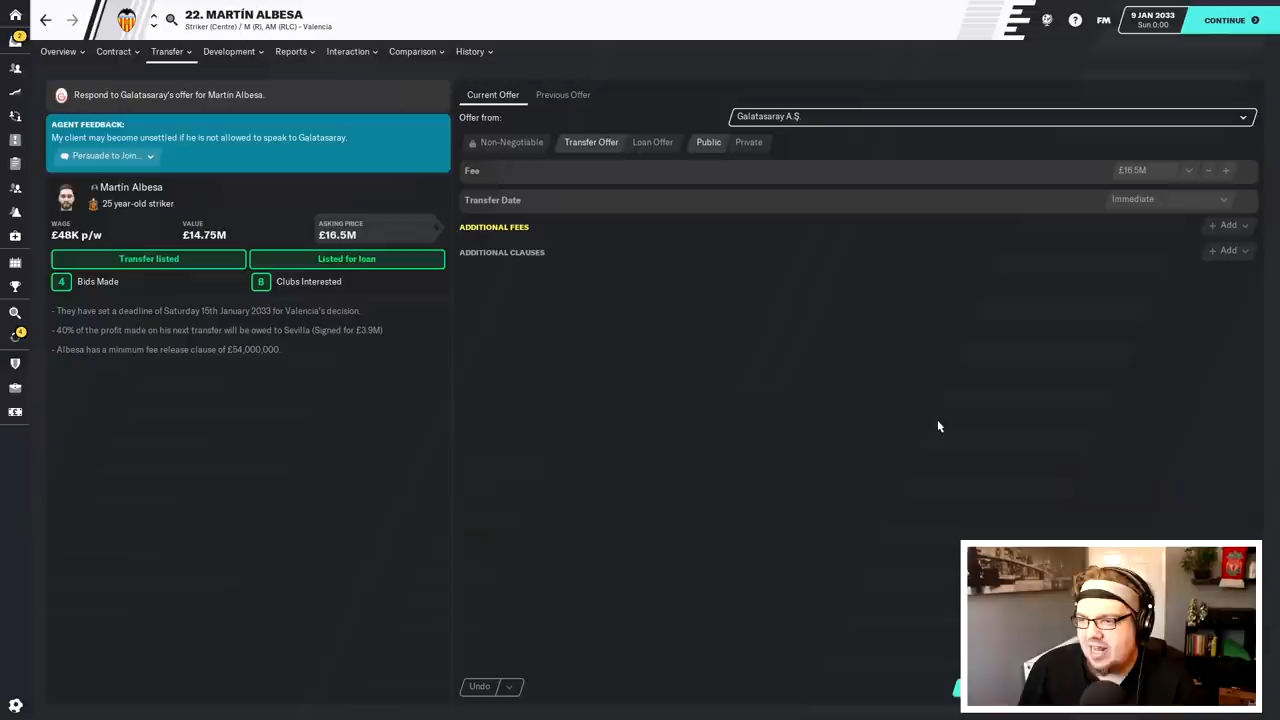 22. MARTÍN ALBESA
Striker (Centre) / M (R), AM (RLC) - Valencia
FM
9 JAN 2033
Sun 0:00
CONTINUE
7
Overview
Contract
Transfer
Development
Reports
Interaction
Comparison
History
Respond to Galatasaray's offer for Martín Albesa.
AGENT FEEDBACK:
My client may become unsettled if he is not allowed to speak to Galatasaray.
Persuade to Join...
Martín Albesa
25 year-old striker
WAGE
VALUE
ASKING PRICE
£48K p/w
£14.75M
£16.5M
Transfer listed
Listed for loan
4 Bids Made
8 Clubs Interested
- They have set a deadline of Saturday 15th January 2033 for Valencia's decision.
- 40% of the profit made on his next transfer will be owed to Sevilla (Signed for £3.9M)
- Albesa has a minimum fee release clause of £54,000,000.
4
Current Offer
Previous Offer
Offer from:
Galatasaray A.Ş.
Non-Negotiable
Transfer Offer
Loan Offer
Public
Private
Fee
£16.5M
Transfer Date
Immediate
ADDITIONAL FEES
+ Add
ADDITIONAL CLAUSES
+ Add
Undo